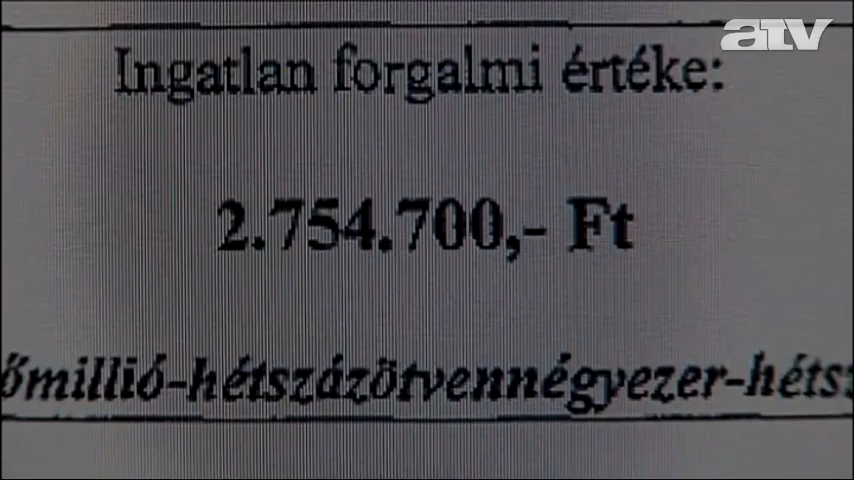 atv
Ingatlan forgalmi értéke:
2.754.700,- Ft
őmillió-hétszázötvennégyezer-héts